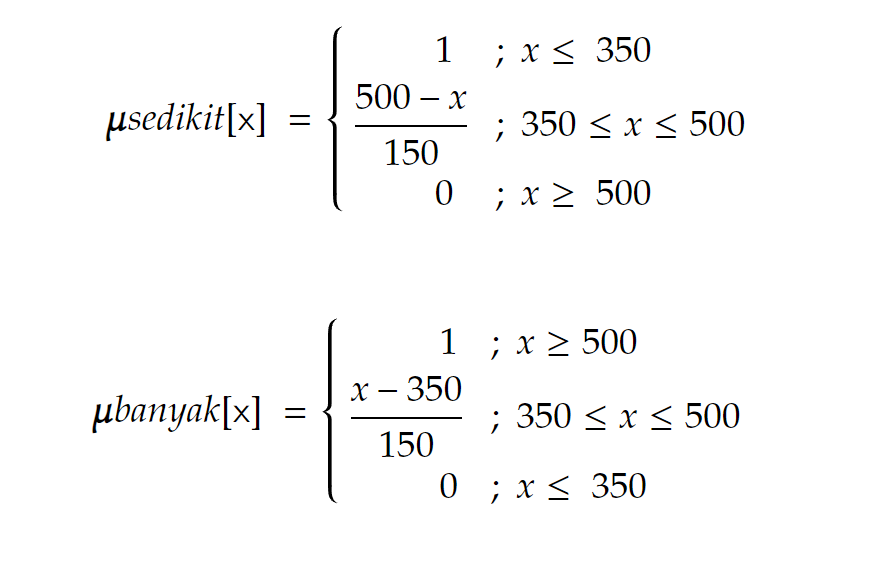 1 ; x ≤ 350
μsedikit[x] = { (500 − x)/150 ; 350 ≤ x ≤ 500
0 ; x ≥ 500
1 ; x ≥ 500
μbanyak[x] = { (x − 350)/150 ; 350 ≤ x ≤ 500
0 ; x ≤ 350